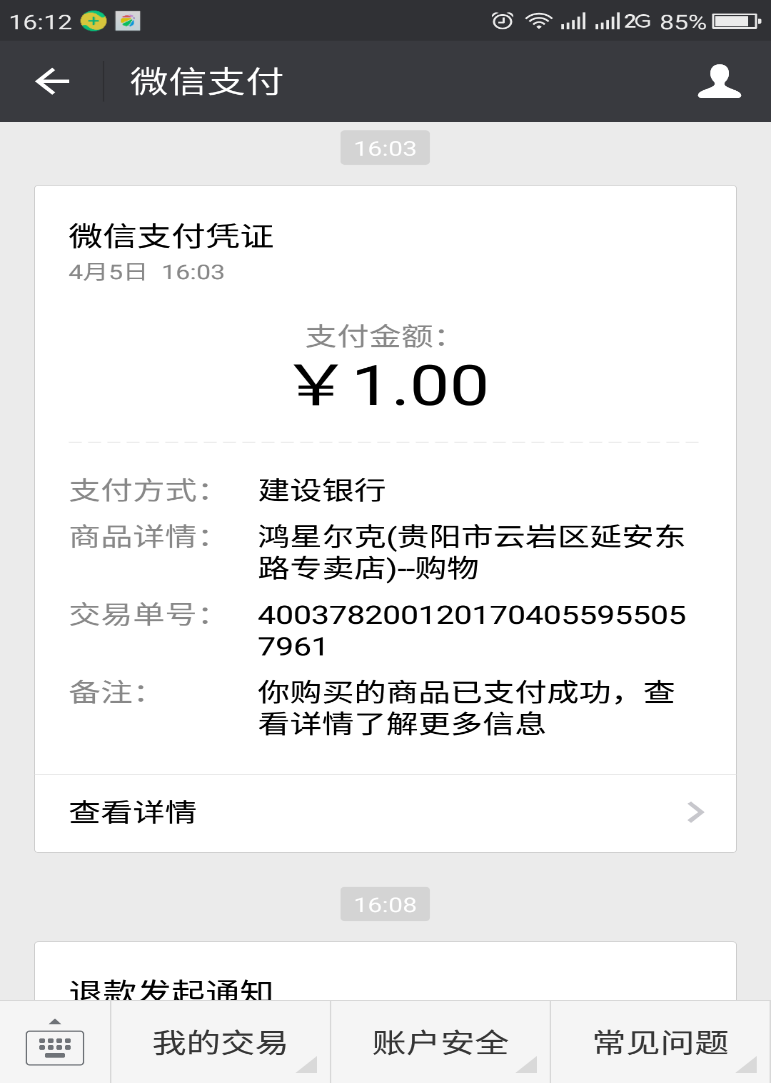 16:12
2G 85%
微信支付
16:03
微信支付凭证
4月5日 16:03
支付金额：
￥1.00
支付方式： 建设银行
商品详情： 鸿星尔克(贵阳市云岩区延安东
路专卖店)--购物
交易单号： 400378200120170405595505
7961
备注： 你购买的商品已支付成功，查
看详情了解更多信息
查看详情
16:08
退款发起通知
我的交易 账户安全 常见问题